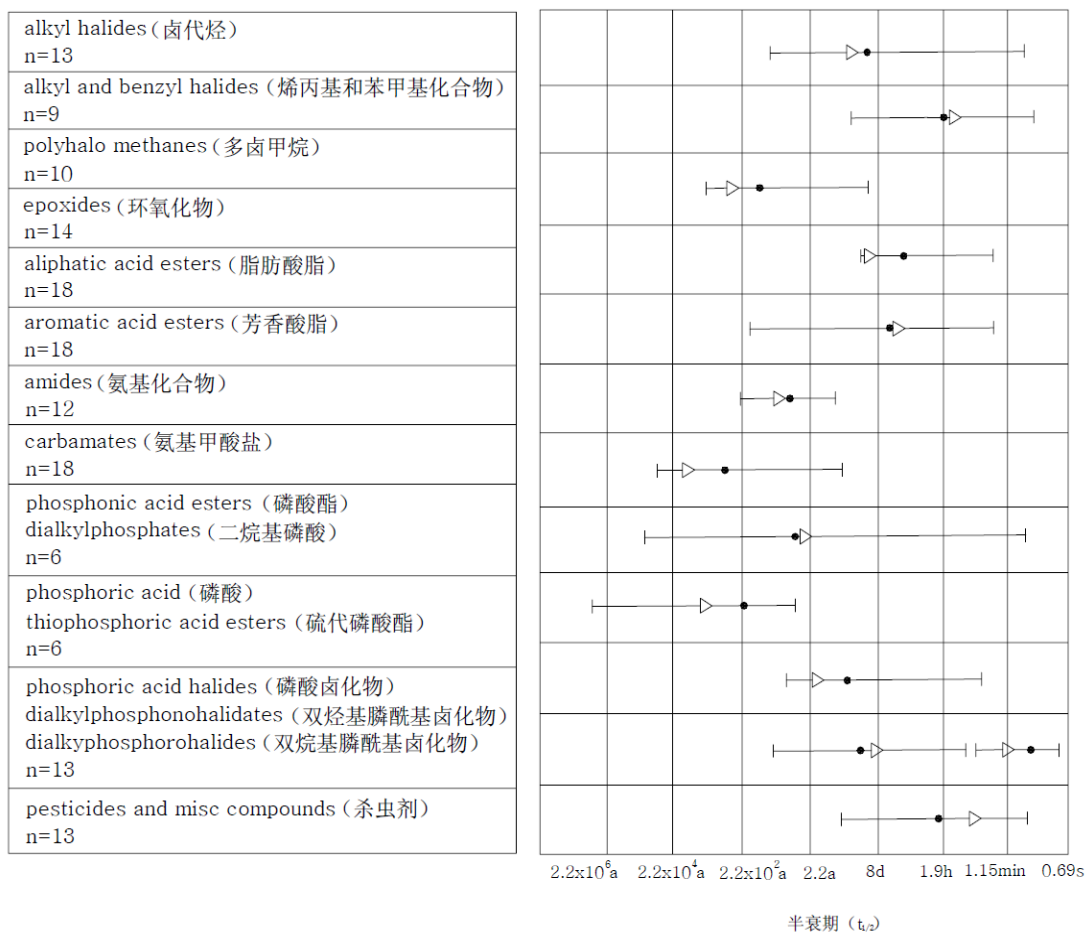 alkyl halides (卤代烃)
n=13
alkyl and benzyl halides (烯丙基和苯甲基化合物)
n=9
polyhalo methanes (多卤甲烷)
n=10
epoxides (环氧化物)
n=14
aliphatic acid esters (脂肪酸脂)
n=18
aromatic acid esters (芳香酸脂)
n=18
amides (氨基化合物)
n=12
carbamates (氨基甲酸盐)
n=18
phosphonic acid esters (磷酸酯)
dialkylphosphates (二烷基磷酸)
n=6
phosphoric acid (磷酸)
thiophosphoric acid esters (硫代磷酸酯)
n=6
phosphoric acid halides (磷酸卤化物)
dialkylphosphonohalidates (双烃基膦酰基卤化物)
dialkyphosphorohalides (双烷基膦酰基卤化物)
n=13
pesticides and misc compounds (杀虫剂)
n=13
2.2x10⁶a 2.2x10⁴a 2.2x10²a 2.2a 8d 1.9h 1.15min 0.69s
半衰期 (t1/2)